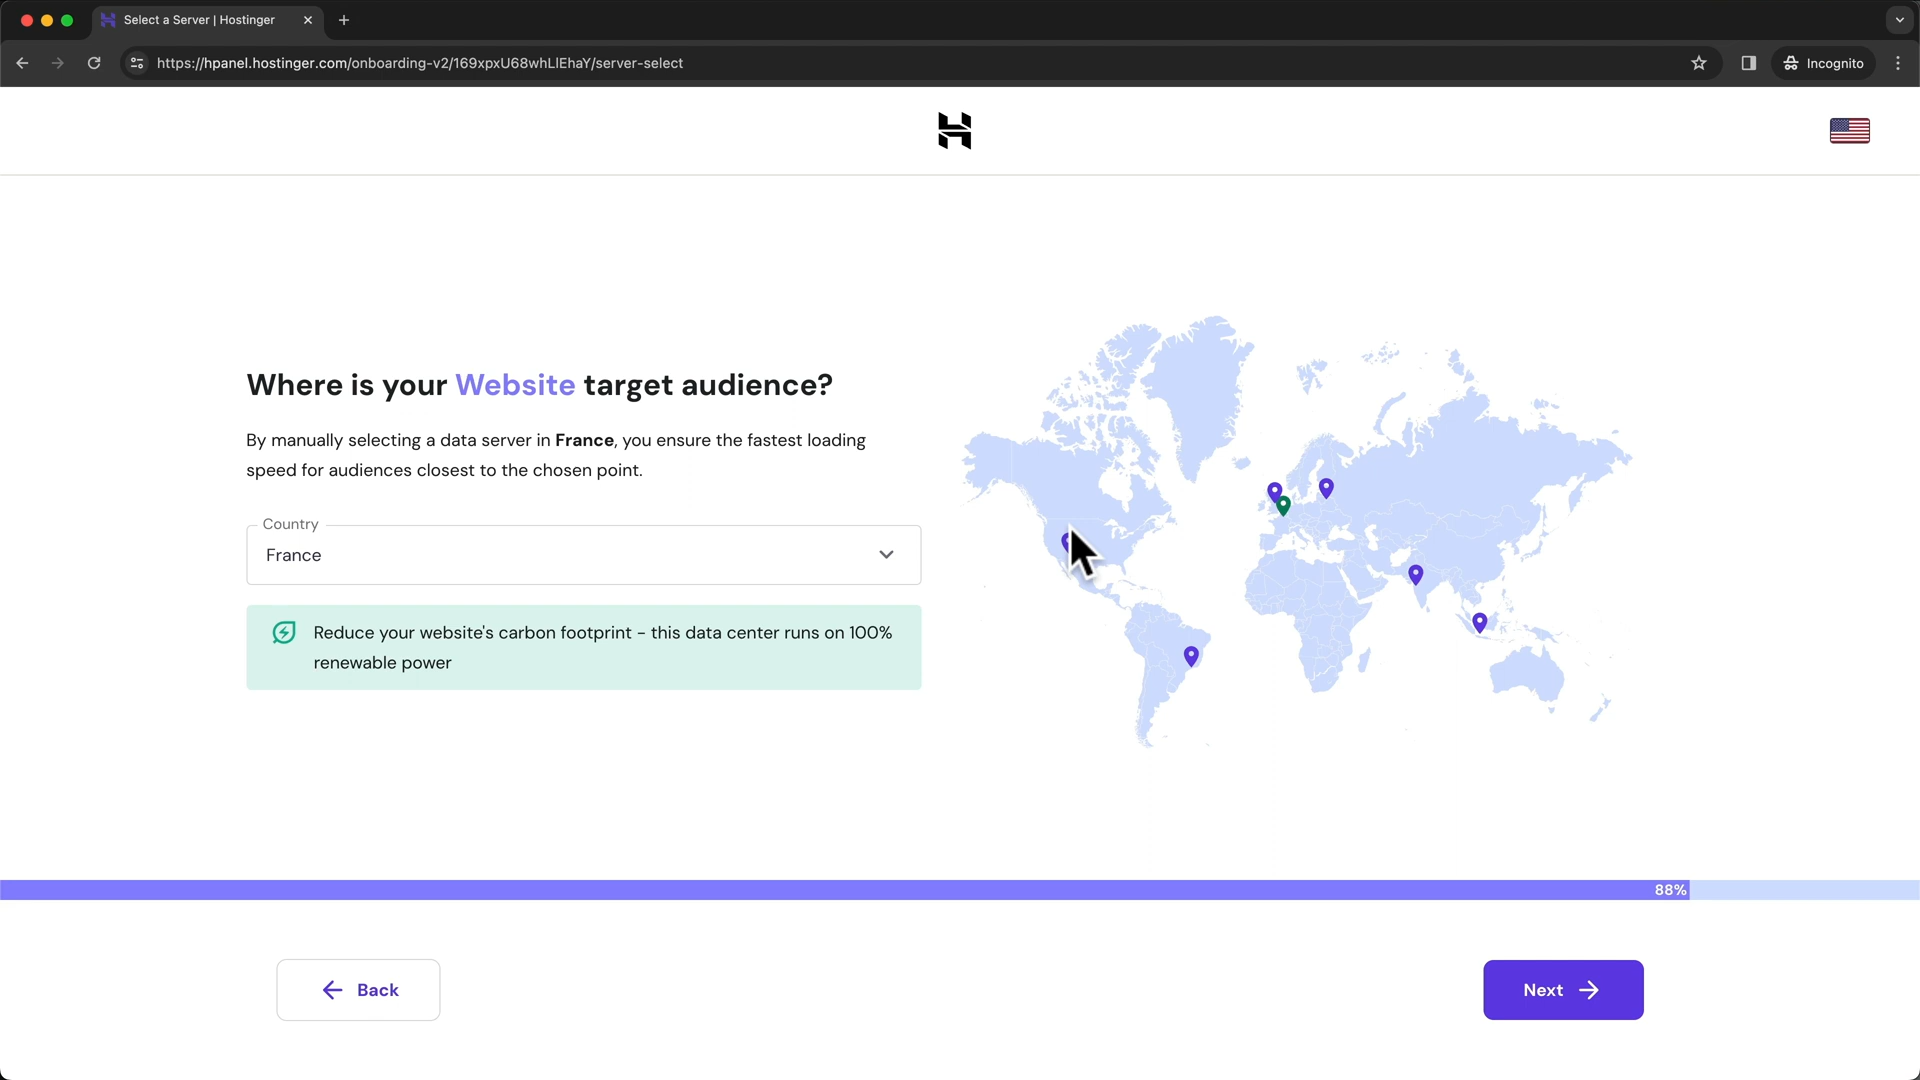 Select a Server | Hostinger
https://hpanel.hostinger.com/onboarding-v2/169xpxU68whLlEhaY/server-select
Incognito
Where is your Website target audience?
By manually selecting a data server in France, you ensure the fastest loading
speed for audiences closest to the chosen point.
Country
France
Reduce your website's carbon footprint - this data center runs on 100%
renewable power
88%
Back
Next